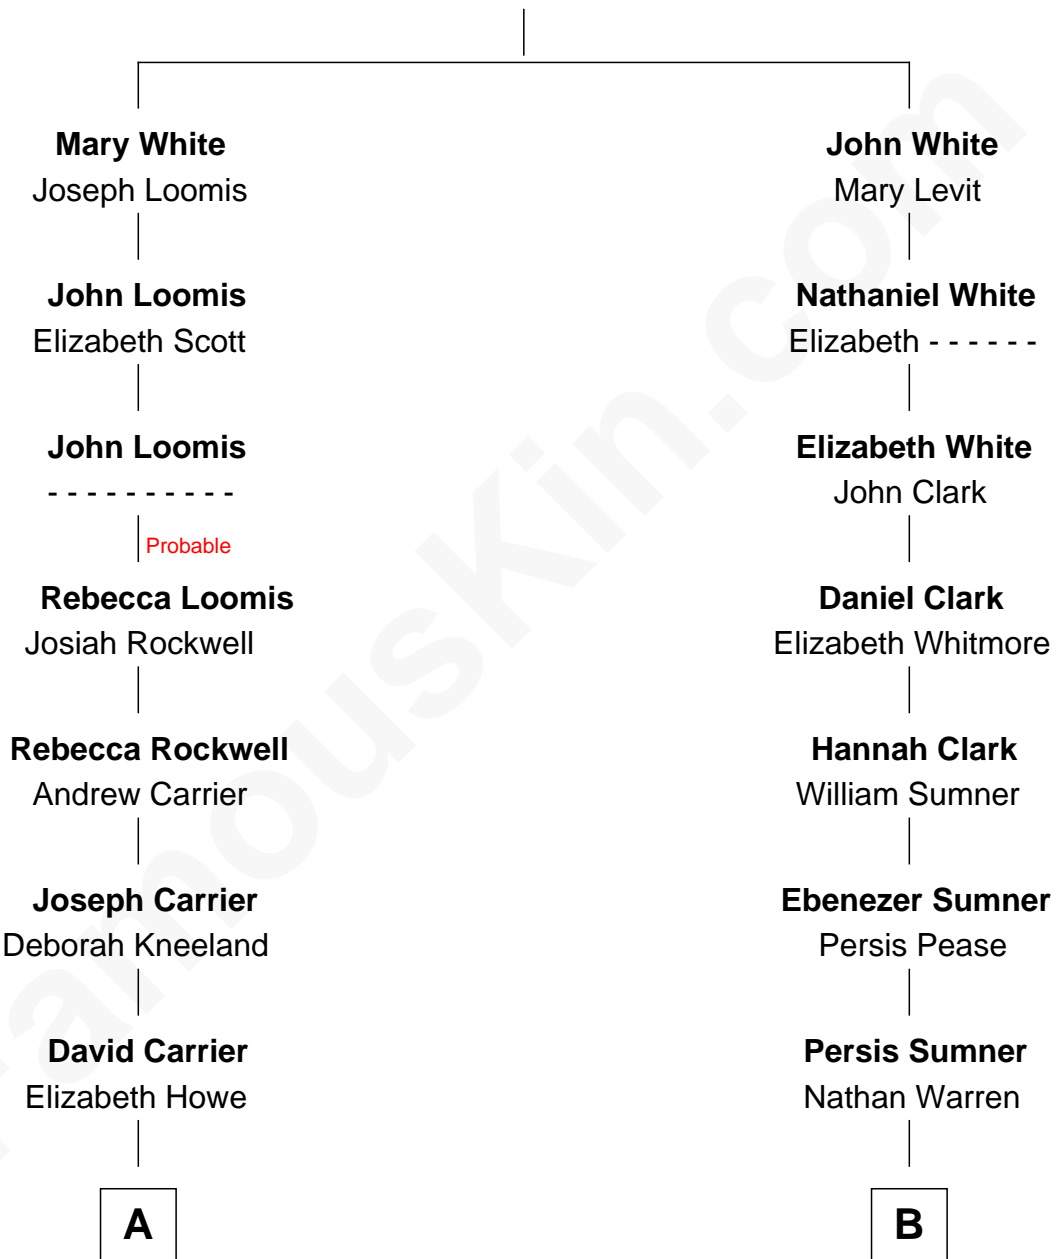 Mary White
Joseph Loomis
John Loomis
Elizabeth Scott
John Loomis
- - - - - - - - - -
Probable
Rebecca Loomis
Josiah Rockwell
Rebecca Rockwell
Andrew Carrier
Joseph Carrier
Deborah Kneeland
David Carrier
Elizabeth Howe
A
John White
Mary Levit
Nathaniel White
Elizabeth - - - - - -
Elizabeth White
John Clark
Daniel Clark
Elizabeth Whitmore
Hannah Clark
William Sumner
Ebenezer Sumner
Persis Pease
Persis Sumner
Nathan Warren
B
FamousKin.com